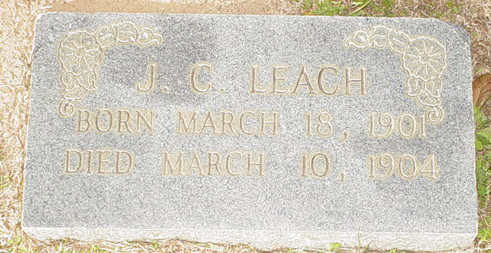 J. C. LEACH
BORN MARCH 18, 1901
DIED MARCH 10, 1904